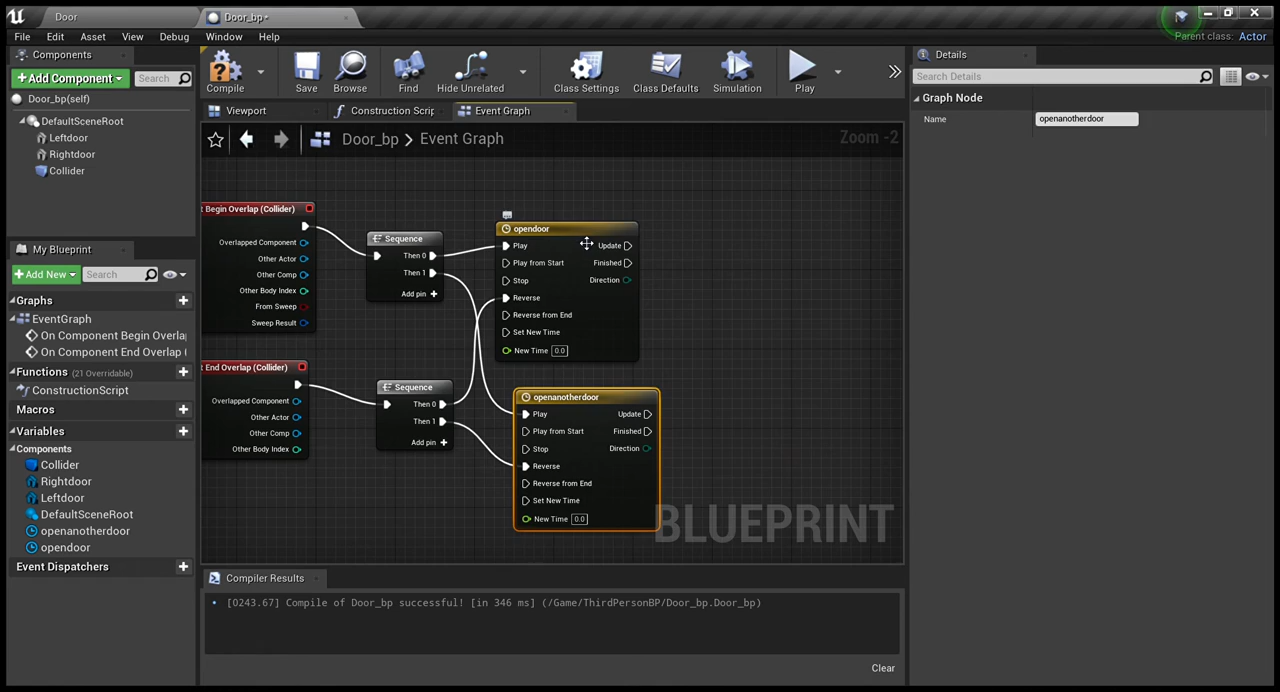 Door
Door_bp*
File Edit Asset View Debug Window Help
Parent class: Actor
Components
+Add Component
Search
Door_bp(self)
DefaultSceneRoot
Leftdoor
Rightdoor
Collider
My Blueprint
+Add New
Search
Graphs
EventGraph
On Component Begin Overla
On Component End Overlap (
Functions (21 Overridable)
ConstructionScript
Macros
Variables
Components
Collider
Rightdoor
Leftdoor
DefaultSceneRoot
openanotherdoor
opendoor
Event Dispatchers
Compile Save Browse Find Hide Unrelated Class Settings Class Defaults Simulation Play
Viewport Construction Scrip Event Graph
Door_bp > Event Graph
Zoom -2
t Begin Overlap (Collider)
Overlapped Component
Other Actor
Other Comp
Other Body Index
From Sweep
Sweep Result
Sequence
Then 0
Then 1
Add pin +
opendoor
Play Update
Play from Start Finished
Stop Direction
Reverse
Reverse from End
Set New Time
New Time 0.0
t End Overlap (Collider)
Overlapped Component
Other Actor
Other Comp
Other Body Index
Sequence
Then 0
Then 1
Add pin +
openanotherdoor
Play Update
Play from Start Finished
Stop Direction
Reverse
Reverse from End
Set New Time
New Time 0.0
BLUEPRINT
Compiler Results
[0243.67] Compile of Door_bp successful! [in 346 ms] (/Game/ThirdPersonBP/Door_bp.Door_bp)
Clear
Details
Search Details
Graph Node
Name openanotherdoor